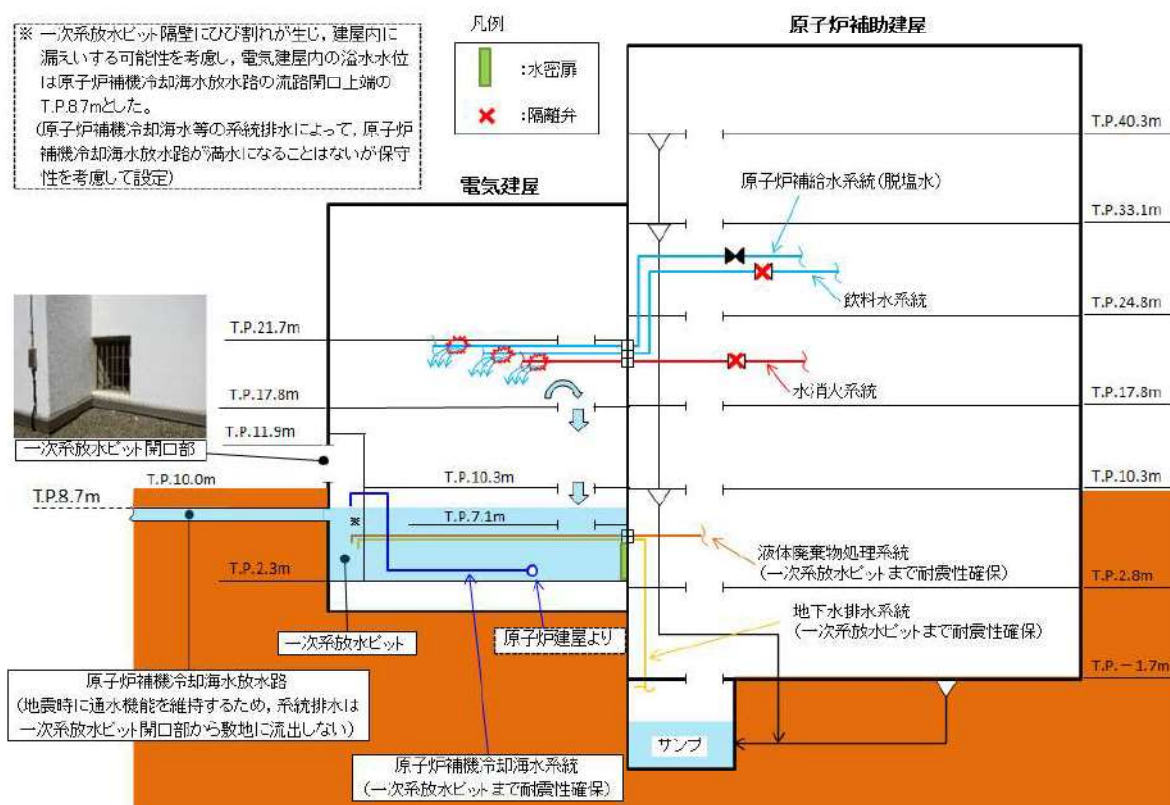 ※ 一次系放水ピット隔壁にひび割れが生じ，建屋内に
漏えいする可能性を考慮し，電気建屋内の溢水水位
は原子炉補機冷却海水放水路の流路開口上端の
T.P.8.7mとした。
(原子炉補機冷却海水等の系統排水によって，原子炉
補機冷却海水放水路が満水になることはないが保守
性を考慮して設定)
凡例
:水密扉
:隔離弁
原子炉補助建屋
電気建屋
T.P.40.3m
原子炉補給水系統(脱塩水)
T.P.33.1m
飲料水系統
T.P.24.8m
T.P.21.7m
水消火系統
T.P.17.8m
T.P.17.8m
T.P.11.9m
一次系放水ピット開口部
T.P.10.0m
T.P.10.3m
T.P.10.3m
T.P.8.7m
※
T.P.7.1m
液体廃棄物処理系統
(一次系放水ピットまで耐震性確保)
T.P.2.3m
T.P.2.8m
地下水排水系統
(一次系放水ピットまで耐震性確保)
一次系放水ピット
原子炉建屋より
原子炉補機冷却海水放水路
(地震時に通水機能を維持するため，系統排水は
一次系放水ピット開口部から敷地に流出しない)
T.P.－1.7m
サンプ
原子炉補機冷却海水系統
(一次系放水ピットまで耐震性確保)